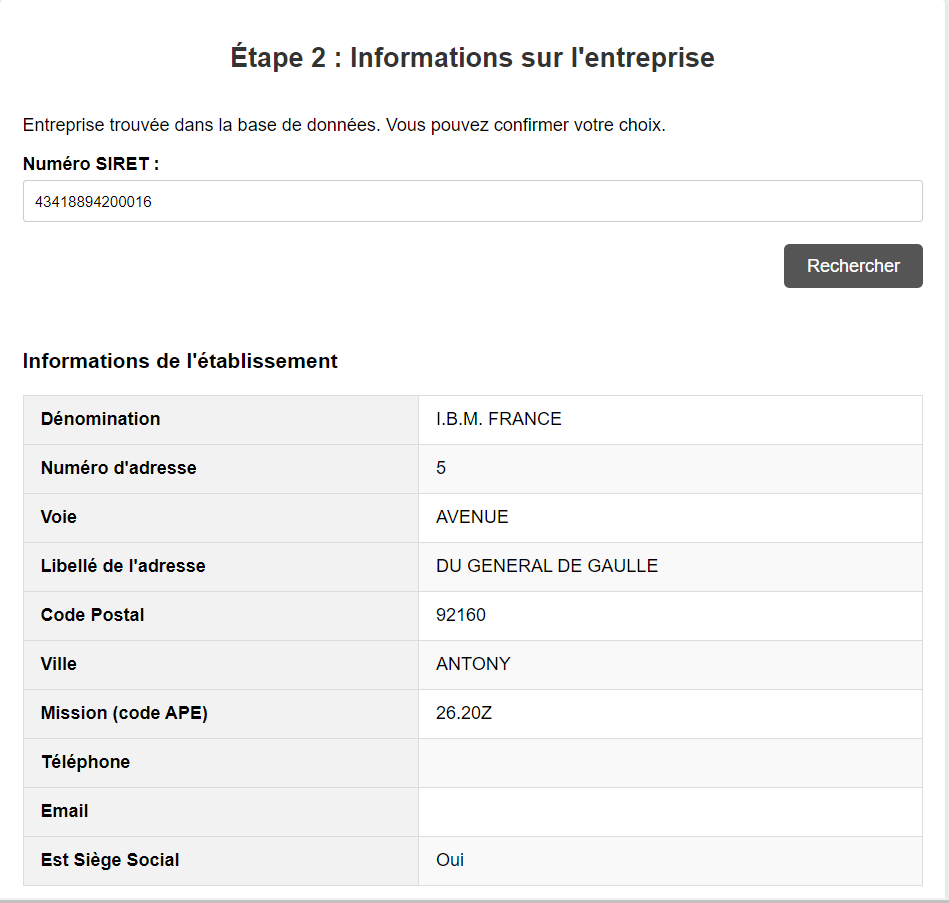 Étape 2 : Informations sur l'entreprise
Entreprise trouvée dans la base de données. Vous pouvez confirmer votre choix.
Numéro SIRET :
43418894200016
Rechercher
Informations de l'établissement
Dénomination I.B.M. FRANCE
Numéro d'adresse 5
Voie AVENUE
Libellé de l'adresse DU GENERAL DE GAULLE
Code Postal 92160
Ville ANTONY
Mission (code APE) 26.20Z
Téléphone
Email
Est Siège Social Oui